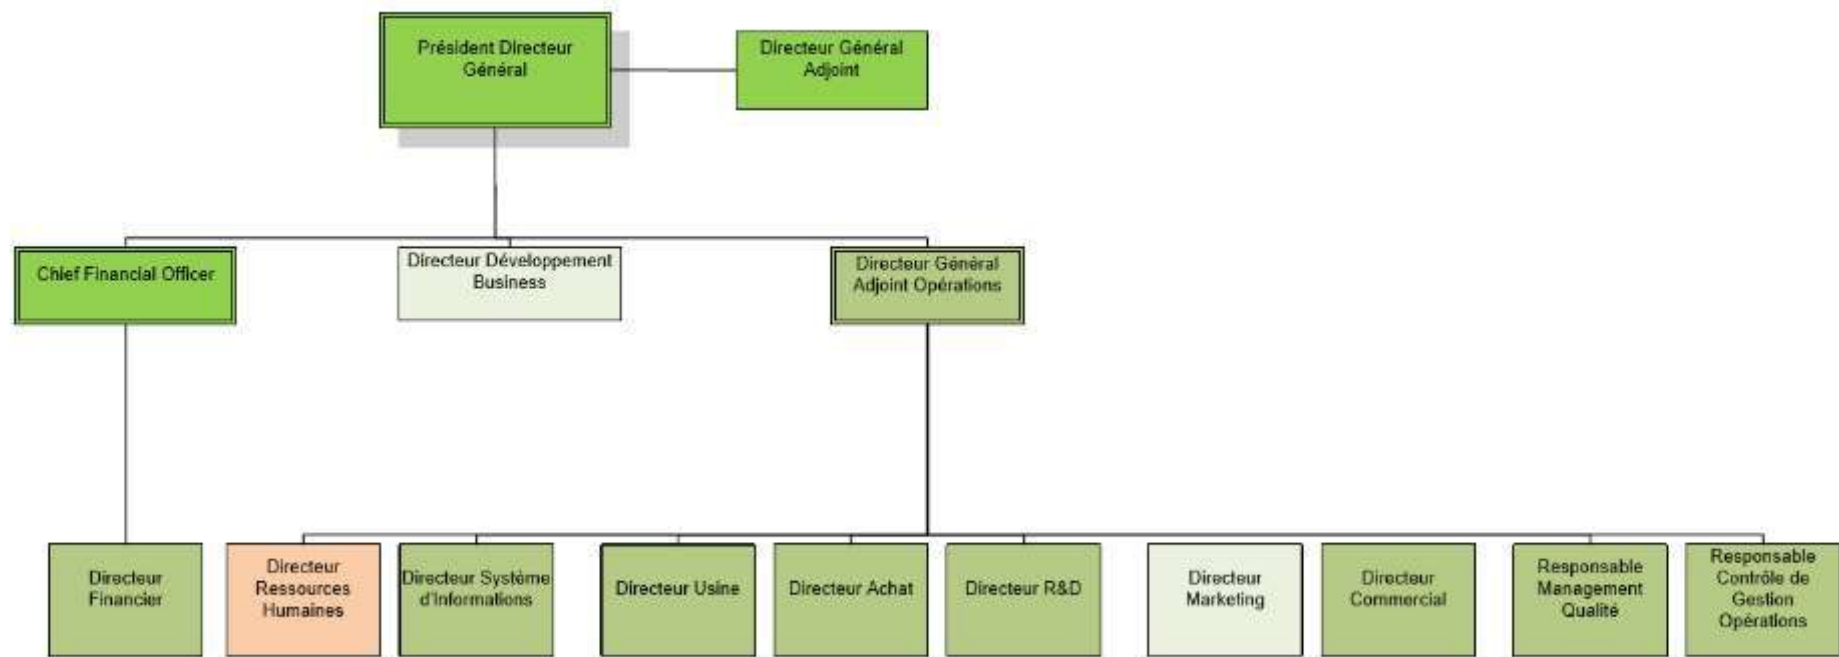 Président Directeur
Général
Directeur Général
Adjoint
Chief Financial Officer
Directeur Développement
Business
Directeur Général
Adjoint Opérations
Directeur
Financier
Directeur
Ressources
Humaines
Directeur Système
d'Informations
Directeur Usine
Directeur Achat
Directeur R&D
Directeur
Marketing
Directeur
Commercial
Responsable
Management
Qualité
Responsable
Contrôle de
Gestion
Opérations